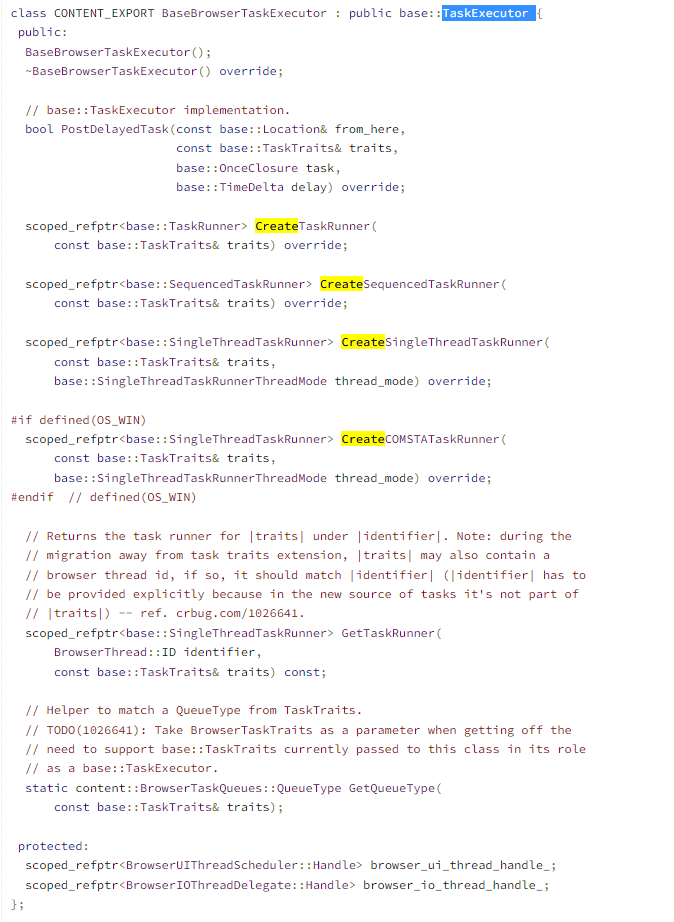 class CONTENT_EXPORT BaseBrowserTaskExecutor : public base::TaskExecutor {
 public:
  BaseBrowserTaskExecutor();
  ~BaseBrowserTaskExecutor() override;

  // base::TaskExecutor implementation.
  bool PostDelayedTask(const base::Location& from_here,
                       const base::TaskTraits& traits,
                       base::OnceClosure task,
                       base::TimeDelta delay) override;

  scoped_refptr<base::TaskRunner> CreateTaskRunner(
      const base::TaskTraits& traits) override;

  scoped_refptr<base::SequencedTaskRunner> CreateSequencedTaskRunner(
      const base::TaskTraits& traits) override;

  scoped_refptr<base::SingleThreadTaskRunner> CreateSingleThreadTaskRunner(
      const base::TaskTraits& traits,
      base::SingleThreadTaskRunnerThreadMode thread_mode) override;

#if defined(OS_WIN)
  scoped_refptr<base::SingleThreadTaskRunner> CreateCOMSTATaskRunner(
      const base::TaskTraits& traits,
      base::SingleThreadTaskRunnerThreadMode thread_mode) override;
#endif  // defined(OS_WIN)

  // Returns the task runner for |traits| under |identifier|. Note: during the
  // migration away from task traits extension, |traits| may also contain a
  // browser thread id, if so, it should match |identifier| (|identifier| has to
  // be provided explicitly because in the new source of tasks it's not part of
  // |traits|) -- ref. crbug.com/1026641.
  scoped_refptr<base::SingleThreadTaskRunner> GetTaskRunner(
      BrowserThread::ID identifier,
      const base::TaskTraits& traits) const;

  // Helper to match a QueueType from TaskTraits.
  // TODO(1026641): Take BrowserTaskTraits as a parameter when getting off the
  // need to support base::TaskTraits currently passed to this class in its role
  // as a base::TaskExecutor.
  static content::BrowserTaskQueues::QueueType GetQueueType(
      const base::TaskTraits& traits);

 protected:
  scoped_refptr<BrowserUIThreadScheduler::Handle> browser_ui_thread_handle_;
  scoped_refptr<BrowserIOThreadDelegate::Handle> browser_io_thread_handle_;
};